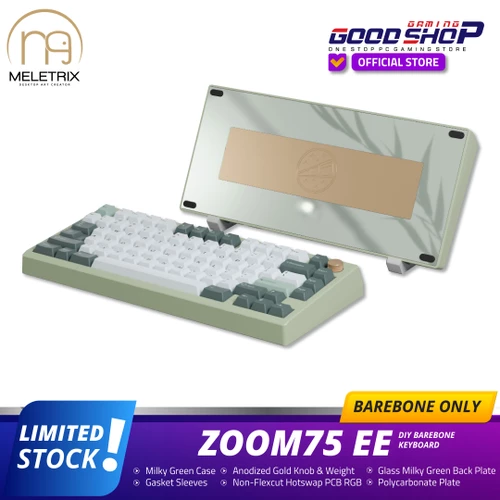 MELETRIX
DESKTOP ART CREATOR
GAMING
GOODSHOP
ONE STOP PC GAMING STORE
OFFICIAL STORE
BAREBONE ONLY
LIMITED
STOCK!
ZOOM75 EE
DIY BAREBONE
KEYBOARD
Milky Green Case
Anodized Gold Knob & Weight
Glass Milky Green Back Plate
Gasket Sleeves
Non-Flexcut Hotswap PCB RGB
Polycarbonate Plate